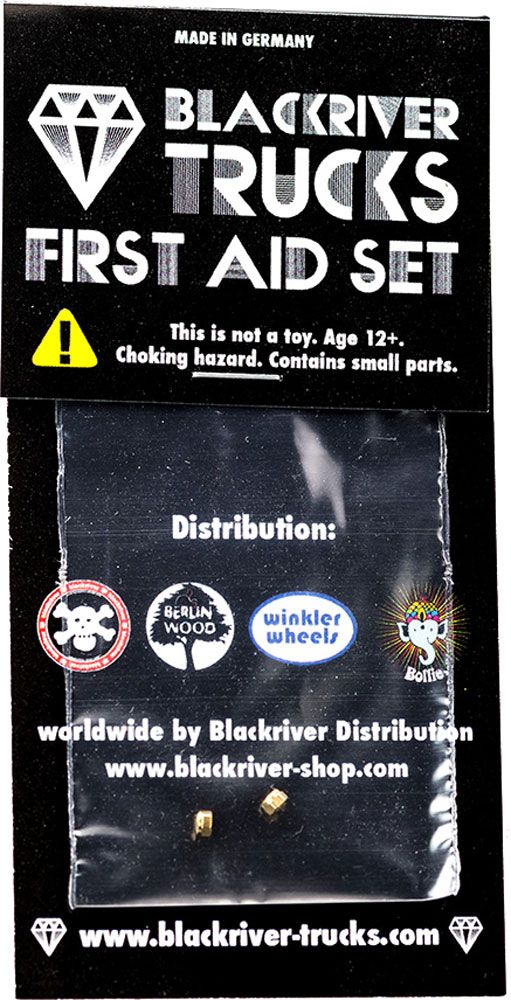 MADE IN GERMANY
BLACKRIVER
TRUCKS
FIRST AID SET
!
This is not a toy. Age 12+.
Choking hazard. Contains small parts.
Distribution:
BERLIN
WOOD
winkler
wheels
Bollie
worldwide by Blackriver Distribution
www.blackriver-shop.com
www.blackriver-trucks.com